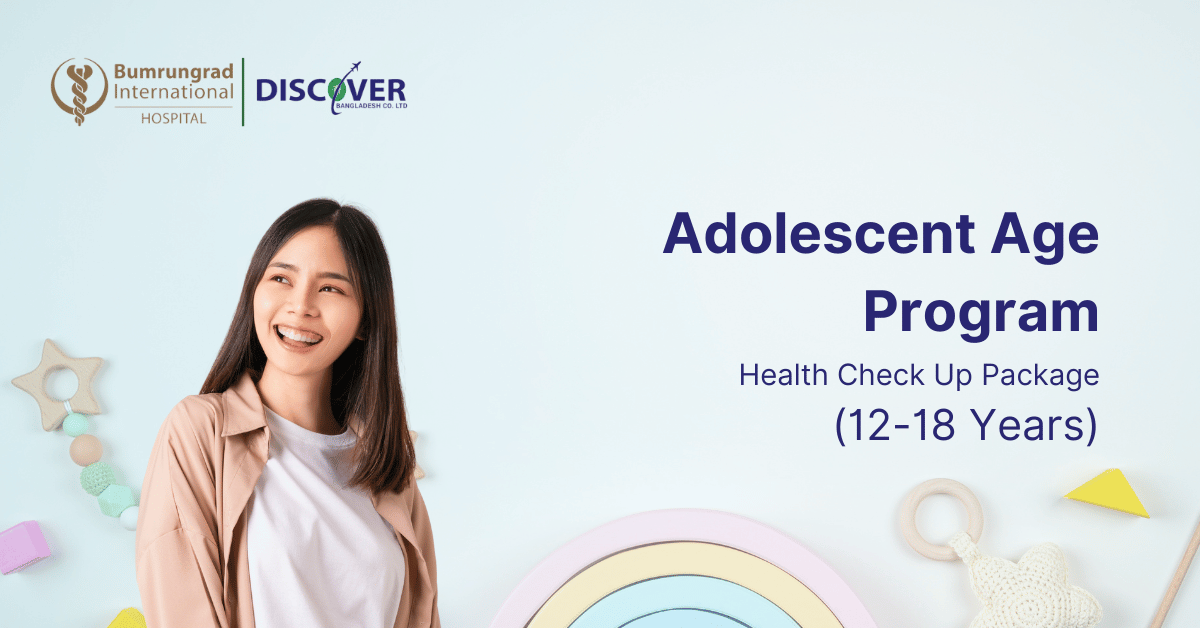 Bumrungrad
International
HOSPITAL
DISCOVER
BANGLADESH CO. LTD
Adolescent Age
Program
Health Check Up Package
(12-18 Years)